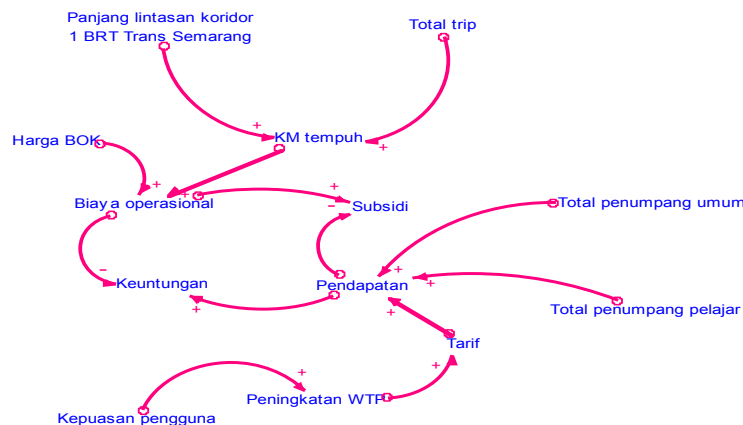 Panjang lintasan koridor
1 BRT Trans Semarang
Total trip
+
KM tempuh
+
Harga BOK
+
+
Biaya operasional
+
−
Subsidi
Total penumpang umum
−
Keuntungan
Pendapatan
+
+
+
+
Total penumpang pelajar
Tarif
+
+
Peningkatan WTP
Kepuasan pengguna